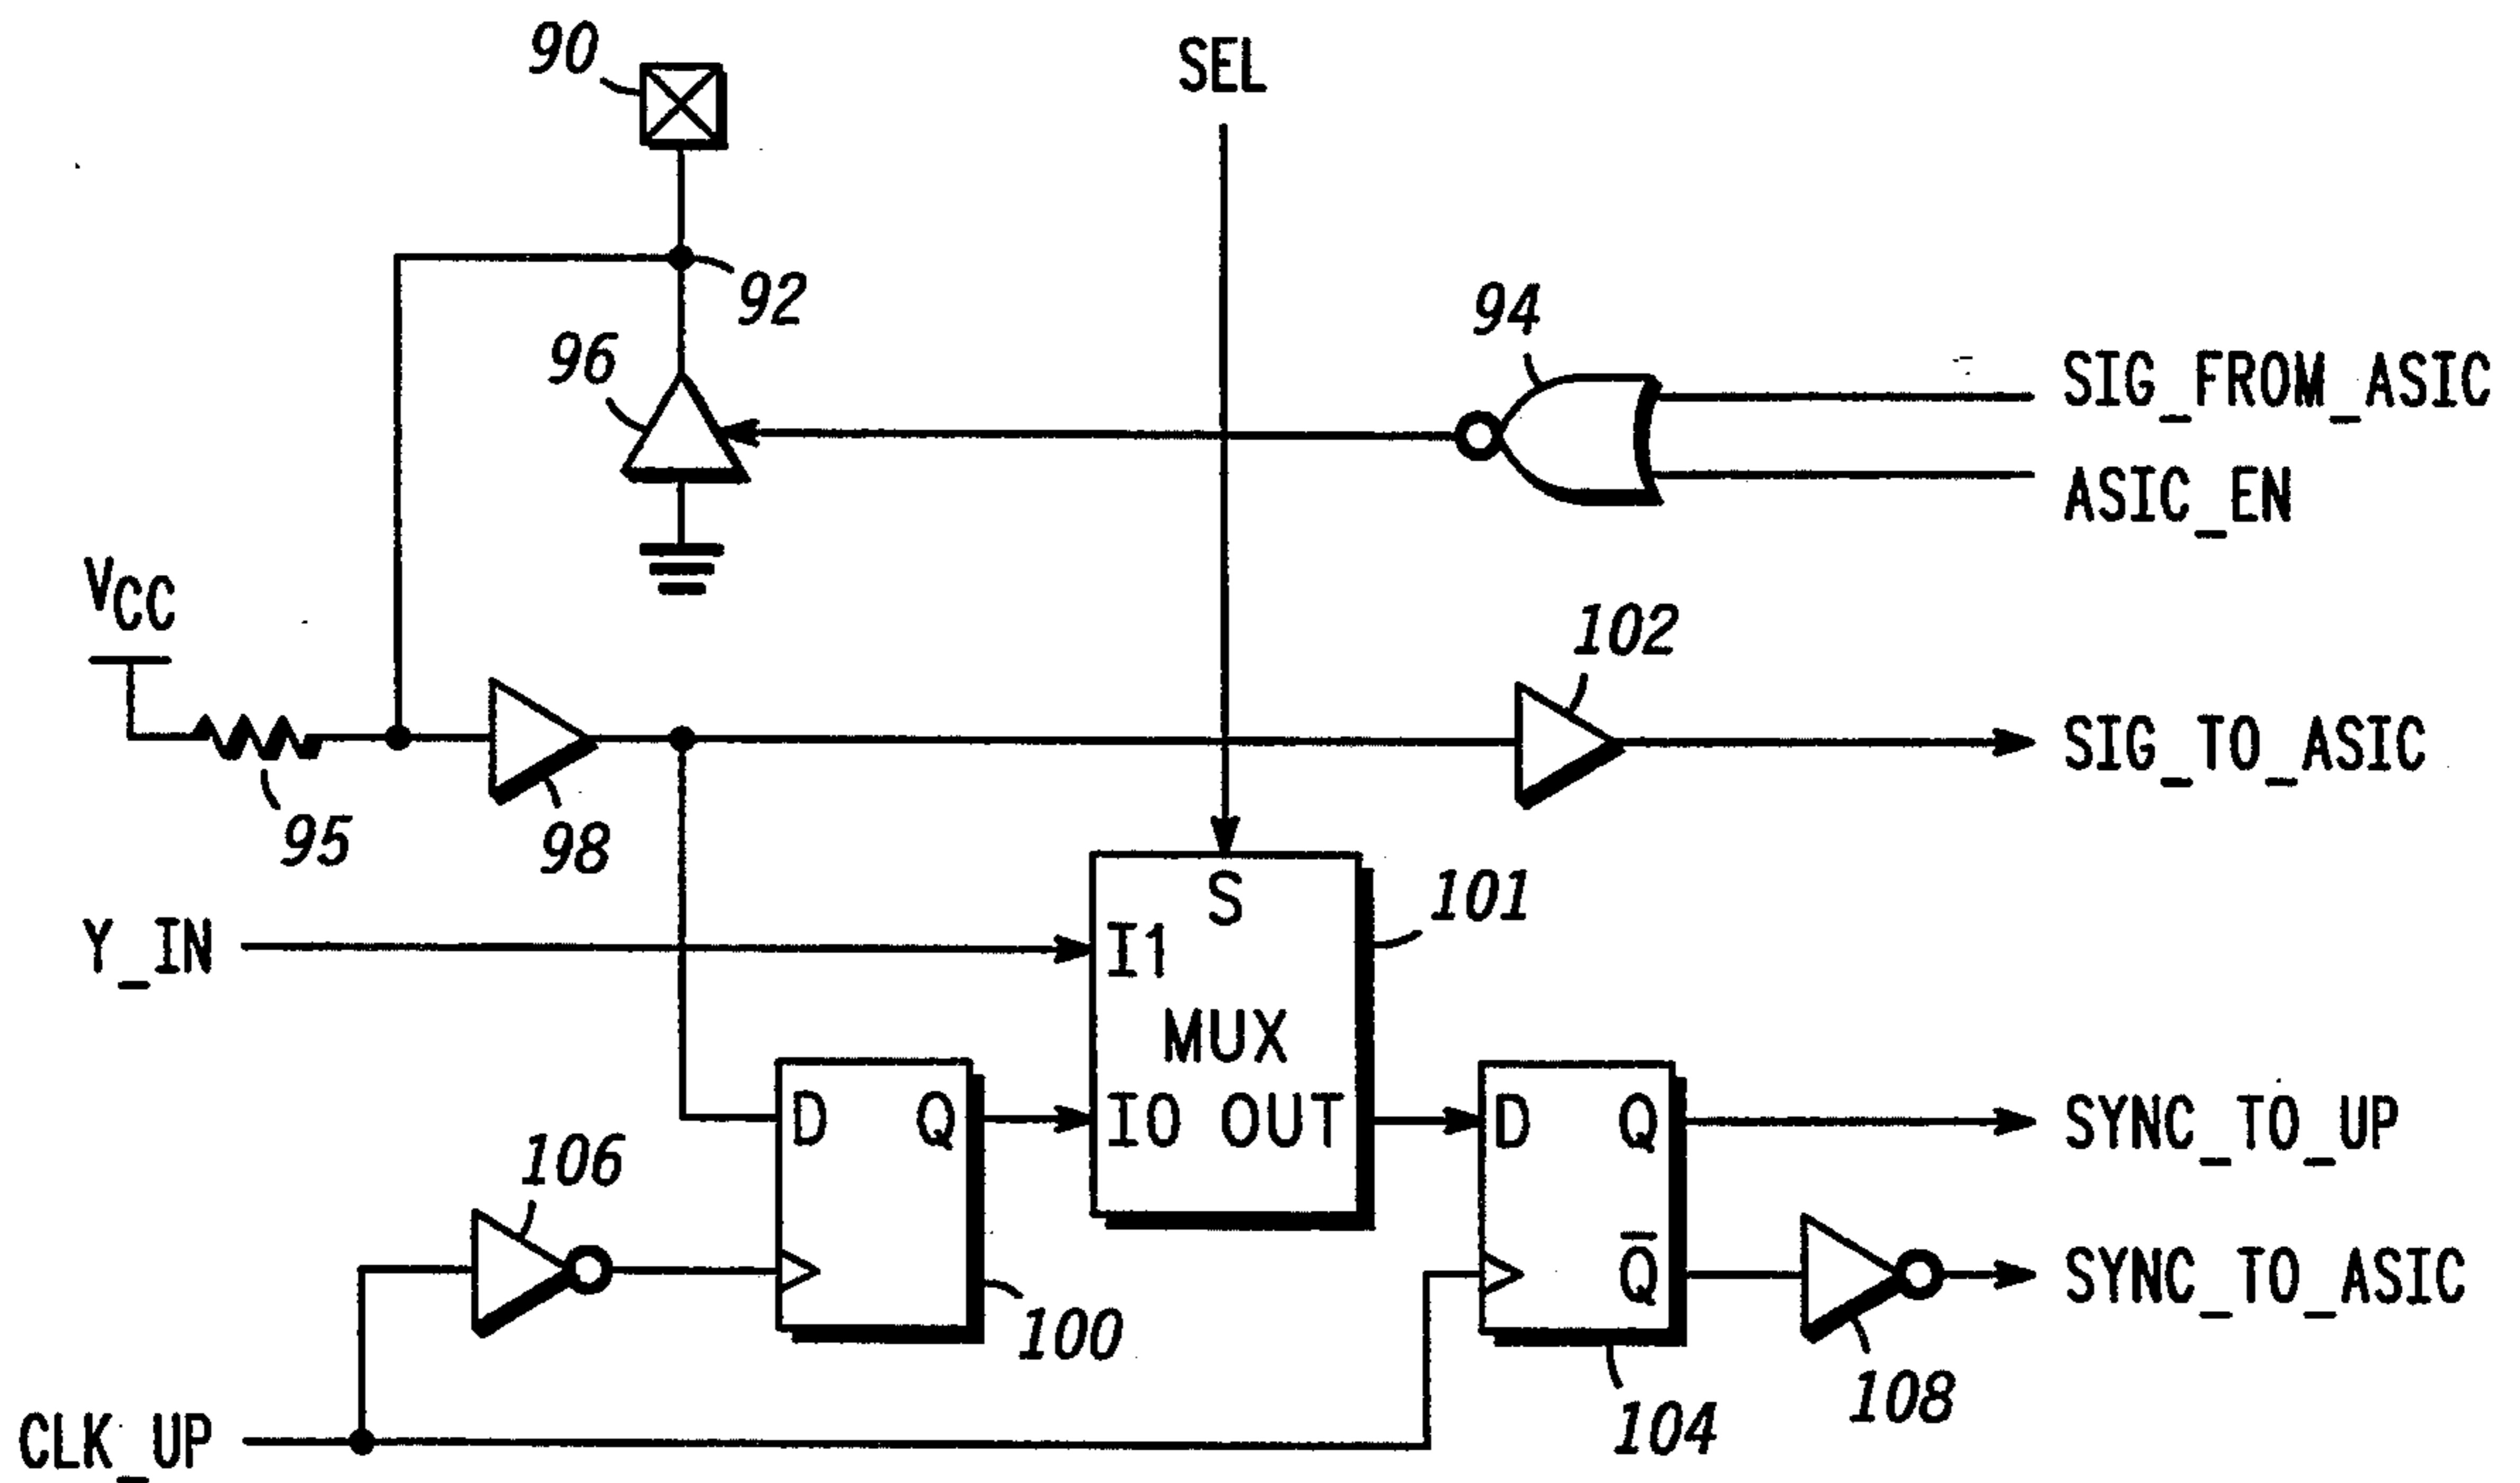 90
SEL
92
94
96
SIG_FROM_ASIC
ASIC_EN
VCC
102
SIG_TO_ASIC
95
98
S
101
Y_IN
I1
MUX
D Q
IO OUT
D Q
SYNC_TO_UP
106
Q̅
SYNC_TO_ASIC
100
108
104
CLK_UP